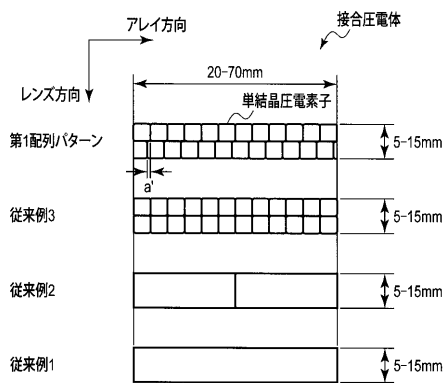 アレイ方向
接合圧電体
レンズ方向
20-70mm
単結晶圧電素子
第1配列パターン
5-15mm
a'
従来例3
5-15mm
従来例2
5-15mm
従来例1
5-15mm